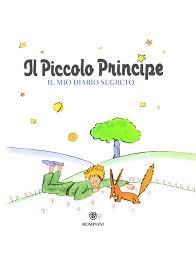 Il Piccolo Principe
IL MIO DIARIO SEGRETO
BOMPIANI